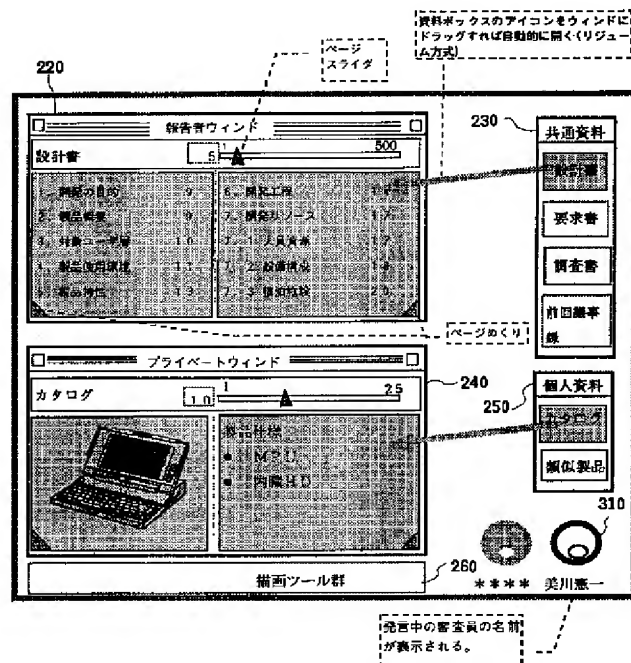 資料ボックスのアイコンをウィンドに
ドラッグすれば自動的に開く(リジュー
ム方式)
ページ
スライダ
220
報告者ウィンド
設計書
5
1
500
1. 開発の目的 9
2. 製品概要 9
3. 対象ユーザ層 10
4. 製品使用環境
5. 製品特性
6. 開発工程
7. 開発リソース
7. 1. 人員資源
7. 2. 設備構成
ページめくり
230
共通資料
設計書
要求書
調査書
前回議事
録
プライベートウィンド
240
カタログ
10
1
25
製品仕様
● MPU
● 内蔵HD
250
個人資料
カタログ
類似製品
310
****
美川憲一
描画ツール群
260
発言中の審査員の名前
が表示される。